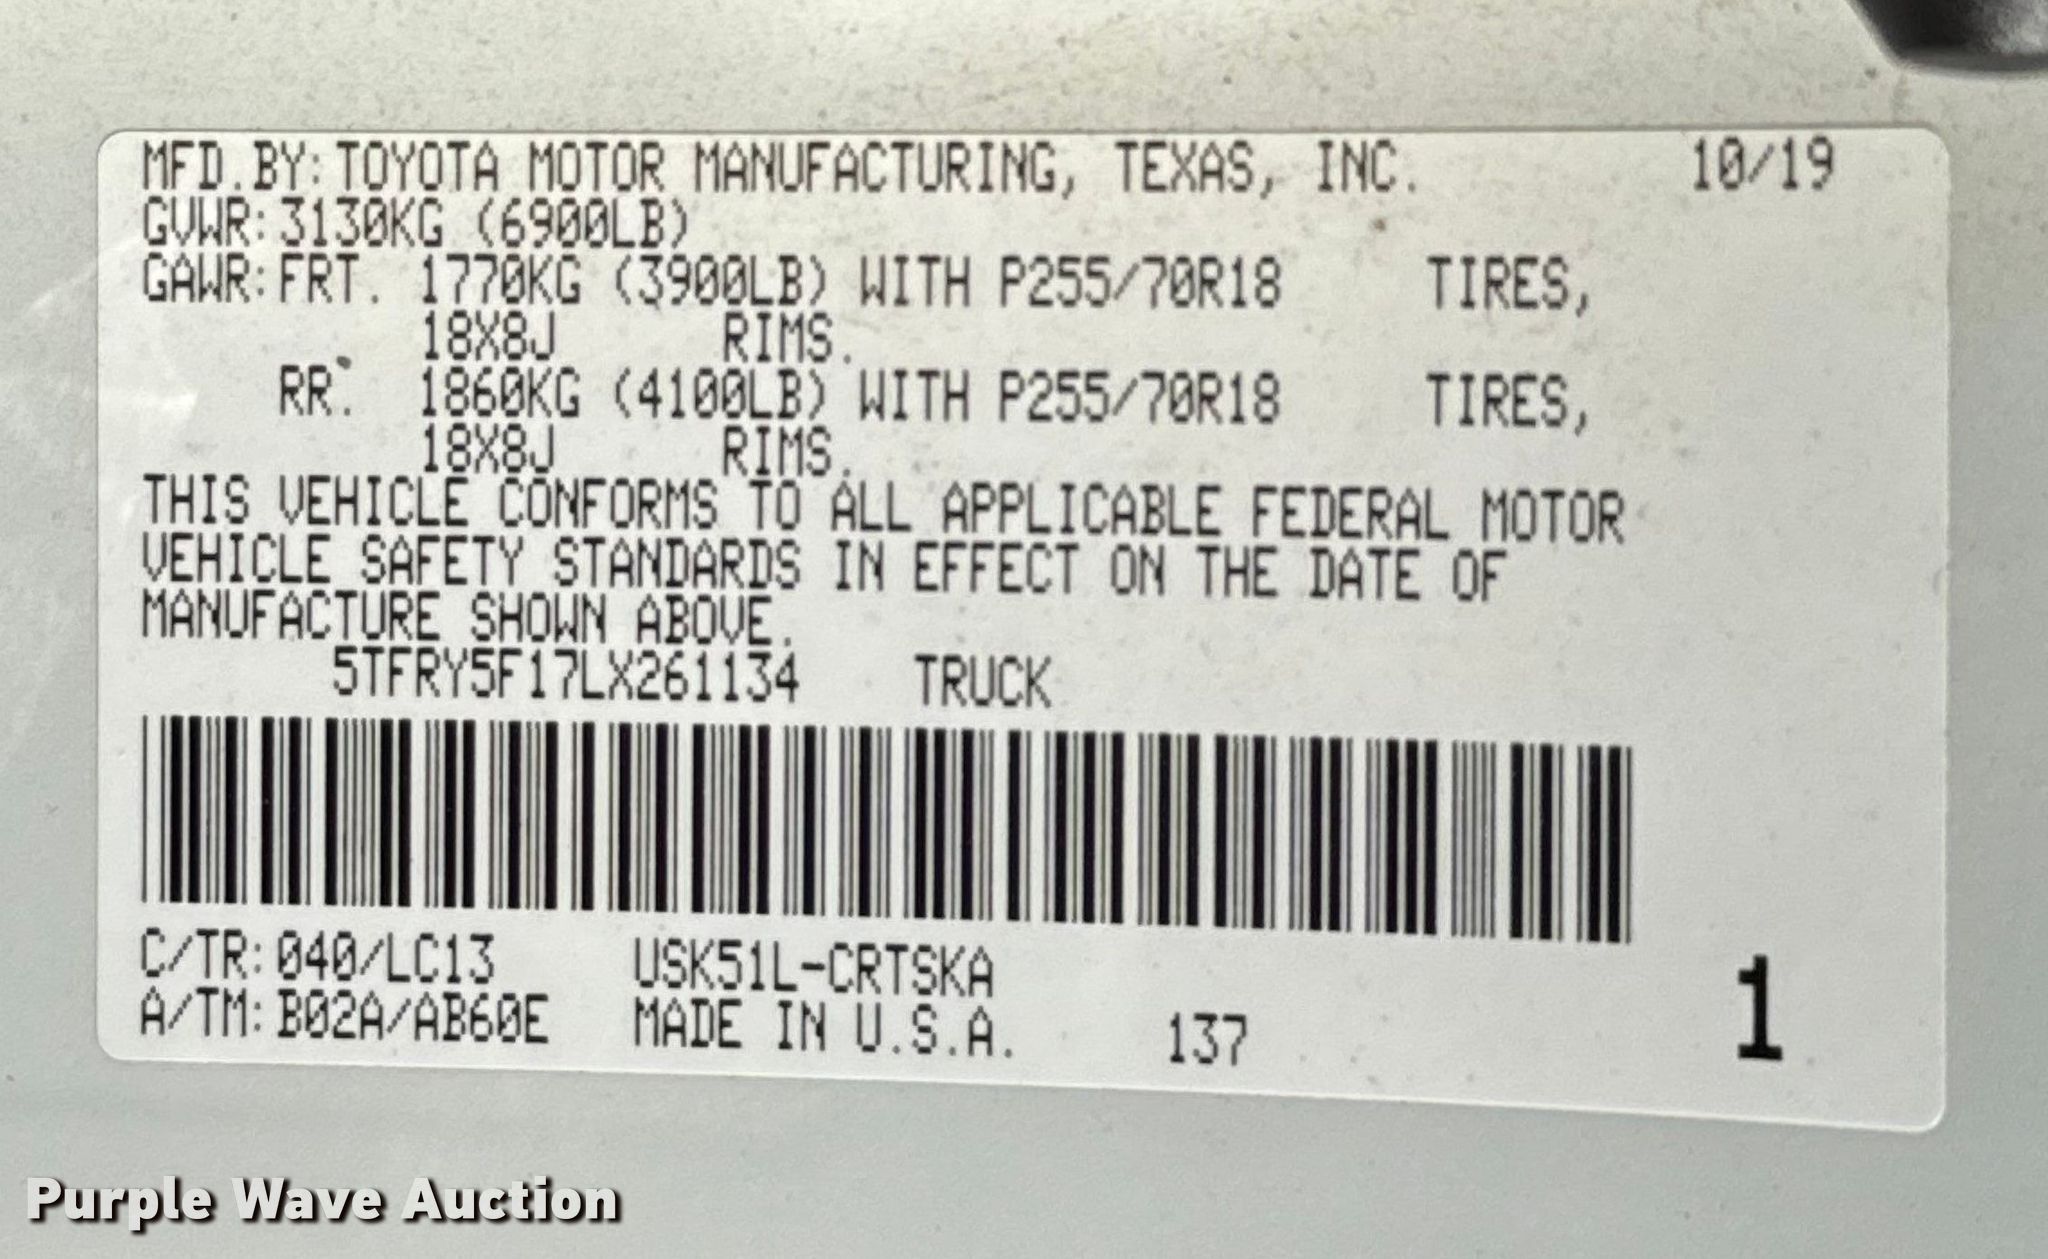 MFD.BY: TOYOTA MOTOR MANUFACTURING, TEXAS, INC. 10/19
GVWR: 3130KG (6900LB)
GAWR: FRT. 1770KG (3900LB) WITH P255/70R18 TIRES,
18X8J RIMS.
RR. 1860KG (4100LB) WITH P255/70R18 TIRES,
18X8J RIMS.
THIS VEHICLE CONFORMS TO ALL APPLICABLE FEDERAL MOTOR
VEHICLE SAFETY STANDARDS IN EFFECT ON THE DATE OF
MANUFACTURE SHOWN ABOVE.
5TFRY5F17LX261134 TRUCK
C/TR: 040/LC13 USK51L-CRTSKA
A/TM: B02A/AB60E MADE IN U.S.A. 137 1
Purple Wave Auction